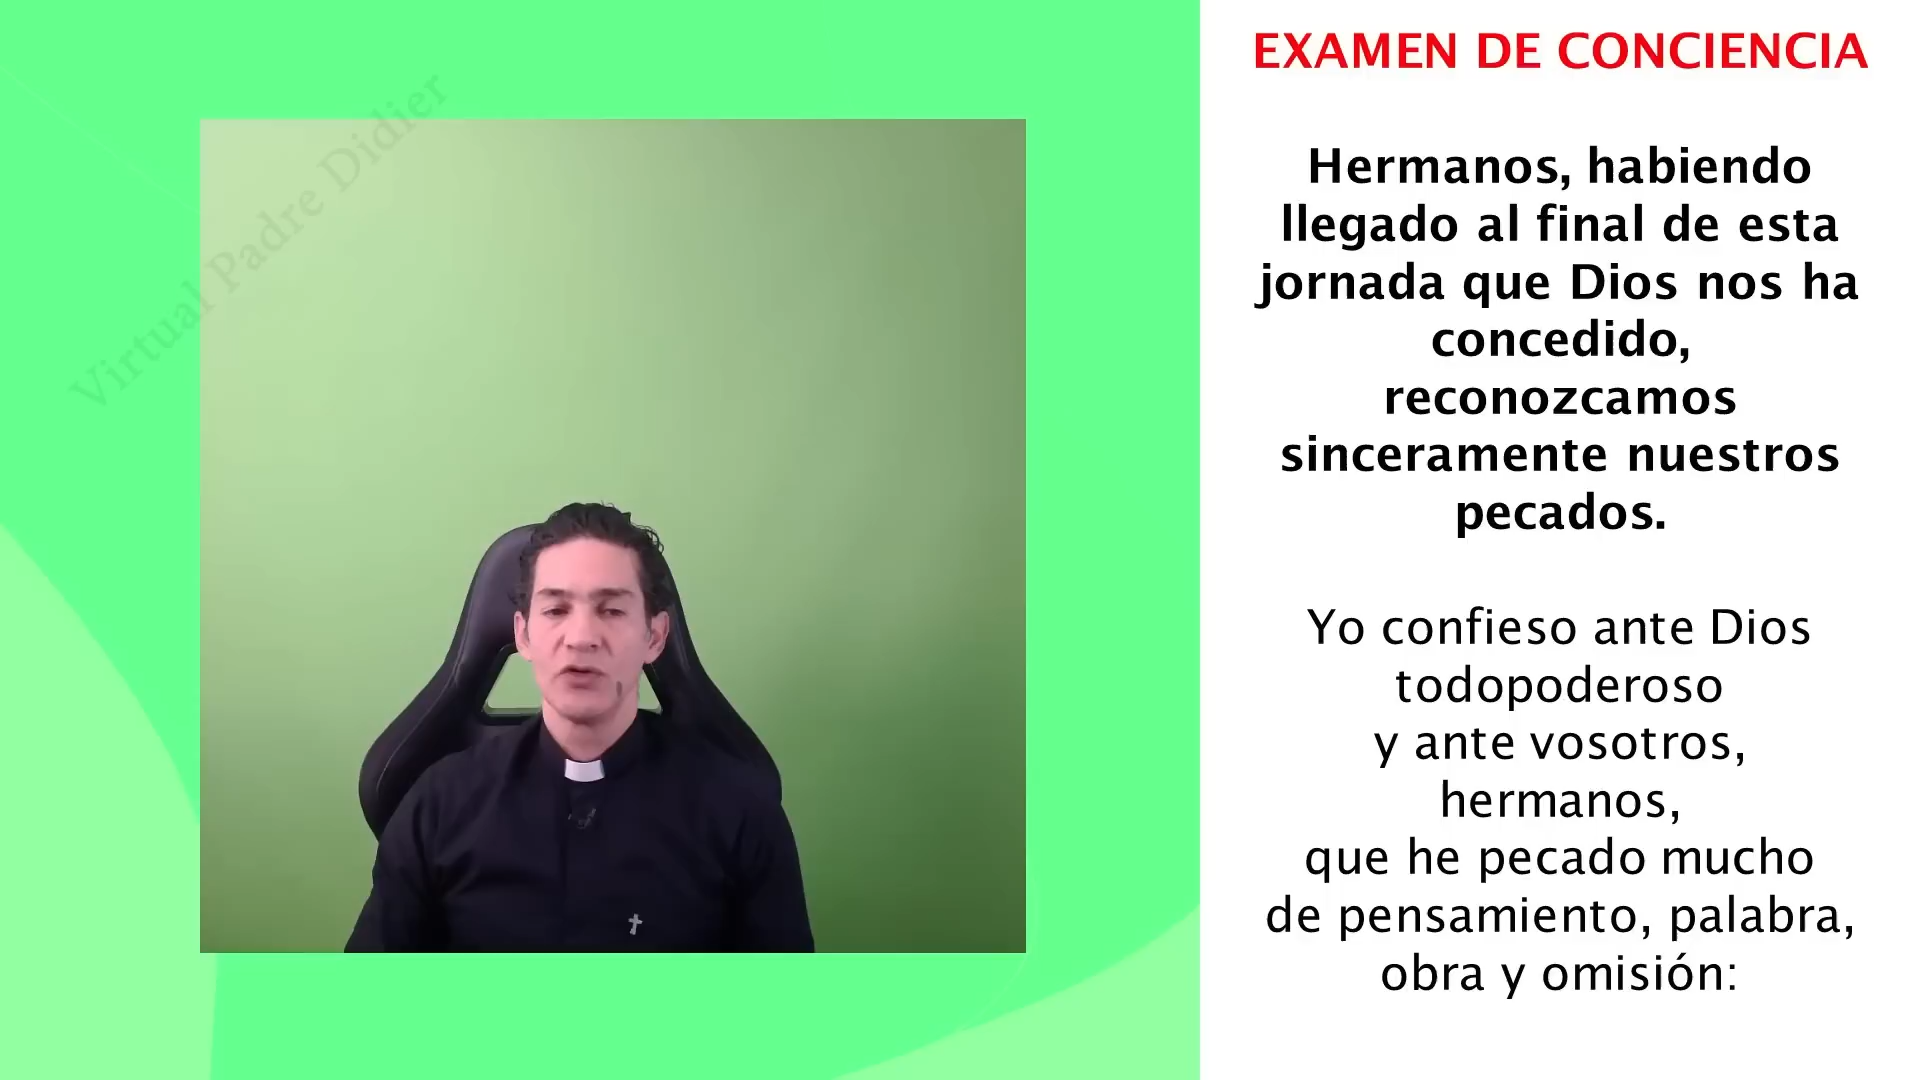 Virtual Padre Didier
EXAMEN DE CONCIENCIA
Hermanos, habiendo
llegado al final de esta
jornada que Dios nos ha
concedido,
reconozcamos
sinceramente nuestros
pecados.
Yo confieso ante Dios
todopoderoso
y ante vosotros,
hermanos,
que he pecado mucho
de pensamiento, palabra,
obra y omisión: